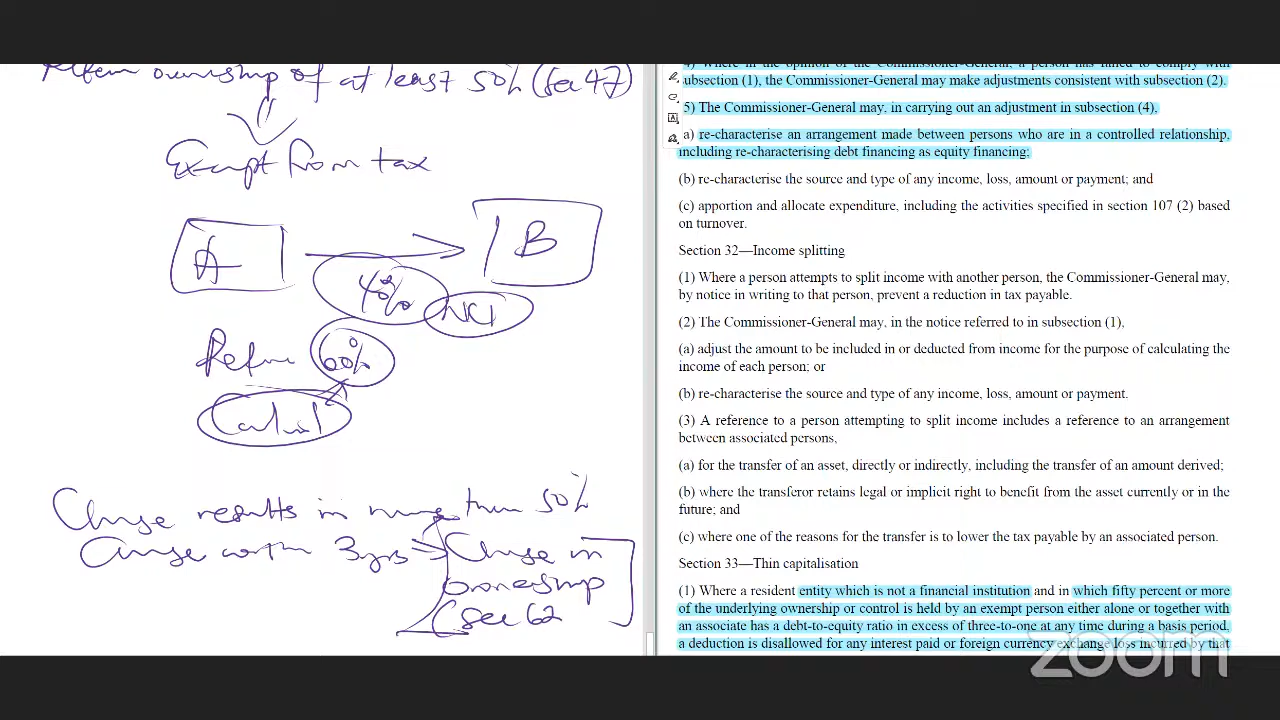 Retain ownership of at least 50% (Sec 47)
Exempt from tax
A
B
40%
NCI
Retain 60%
Control
Change results in more than 50%
Change within 3yrs
Change in
ownership
(Sec 62
4) Where in the opinion of the Commissioner-General, a person has failed to comply with
subsection (1), the Commissioner-General may make adjustments consistent with subsection (2).
5) The Commissioner-General may, in carrying out an adjustment in subsection (4),
a) re-characterise an arrangement made between persons who are in a controlled relationship,
including re-characterising debt financing as equity financing;
(b) re-characterise the source and type of any income, loss, amount or payment; and
(c) apportion and allocate expenditure, including the activities specified in section 107 (2) based
on turnover.
Section 32—Income splitting
(1) Where a person attempts to split income with another person, the Commissioner-General may,
by notice in writing to that person, prevent a reduction in tax payable.
(2) The Commissioner-General may, in the notice referred to in subsection (1),
(a) adjust the amount to be included in or deducted from income for the purpose of calculating the
income of each person; or
(b) re-characterise the source and type of any income, loss, amount or payment.
(3) A reference to a person attempting to split income includes a reference to an arrangement
between associated persons,
(a) for the transfer of an asset, directly or indirectly, including the transfer of an amount derived;
(b) where the transferor retains legal or implicit right to benefit from the asset currently or in the
future; and
(c) where one of the reasons for the transfer is to lower the tax payable by an associated person.
Section 33—Thin capitalisation
(1) Where a resident entity which is not a financial institution and in which fifty percent or more
of the underlying ownership or control is held by an exempt person either alone or together with
an associate has a debt-to-equity ratio in excess of three-to-one at any time during a basis period,
a deduction is disallowed for any interest paid or foreign currency exchange loss incurred by that
zoom